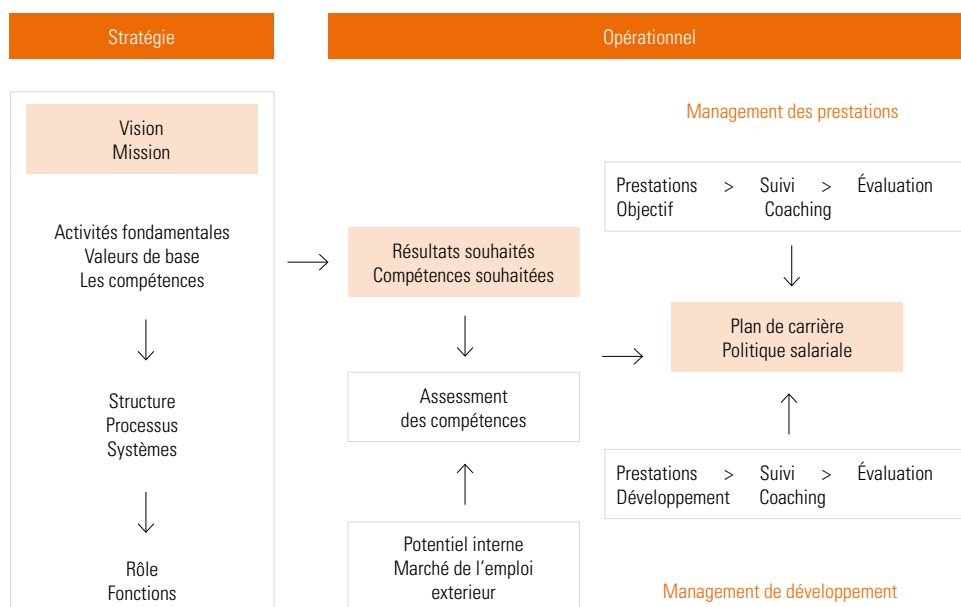 Stratégie
Opérationnel
Vision
Mission
Activités fondamentales
Valeurs de base
Les compétences
Structure
Processus
Systèmes
Rôle
Fonctions
Résultats souhaités
Compétences souhaitées
Assessment
des compétences
Potentiel interne
Marché de l'emploi
exterieur
Management des prestations
Prestations > Suivi > Évaluation
Objectif Coaching
Plan de carrière
Politique salariale
Prestations > Suivi > Évaluation
Développement Coaching
Management de développement